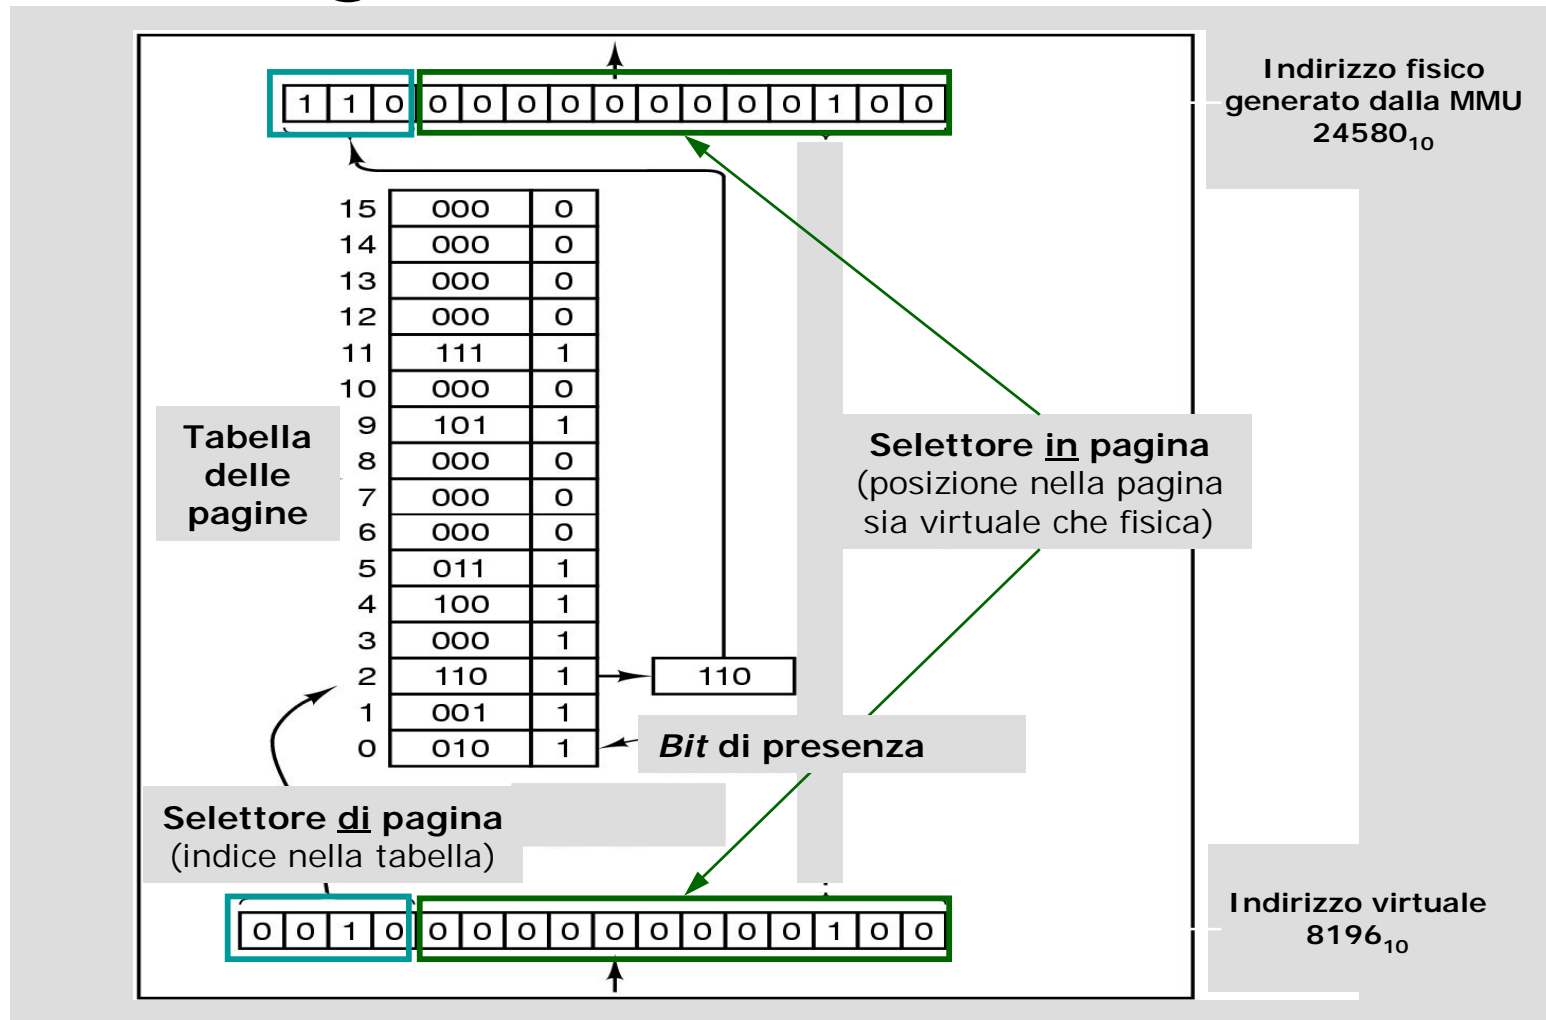 Indirizzo fisico
generato dalla MMU
24580₁₀
1 1 0 0 0 0 0 0 0 0 0 0 1 0 0
15 000 0
14 000 0
13 000 0
12 000 0
11 111 1
10 000 0
9 101 1
8 000 0
7 000 0
6 000 0
5 011 1
4 100 1
3 000 1
2 110 1 110
1 001 1
0 010 1
Tabella
delle
pagine
Selettore in pagina
(posizione nella pagina
sia virtuale che fisica)
Bit di presenza
Selettore di pagina
(indice nella tabella)
0 0 1 0 0 0 0 0 0 0 0 0 0 1 0 0
Indirizzo virtuale
8196₁₀